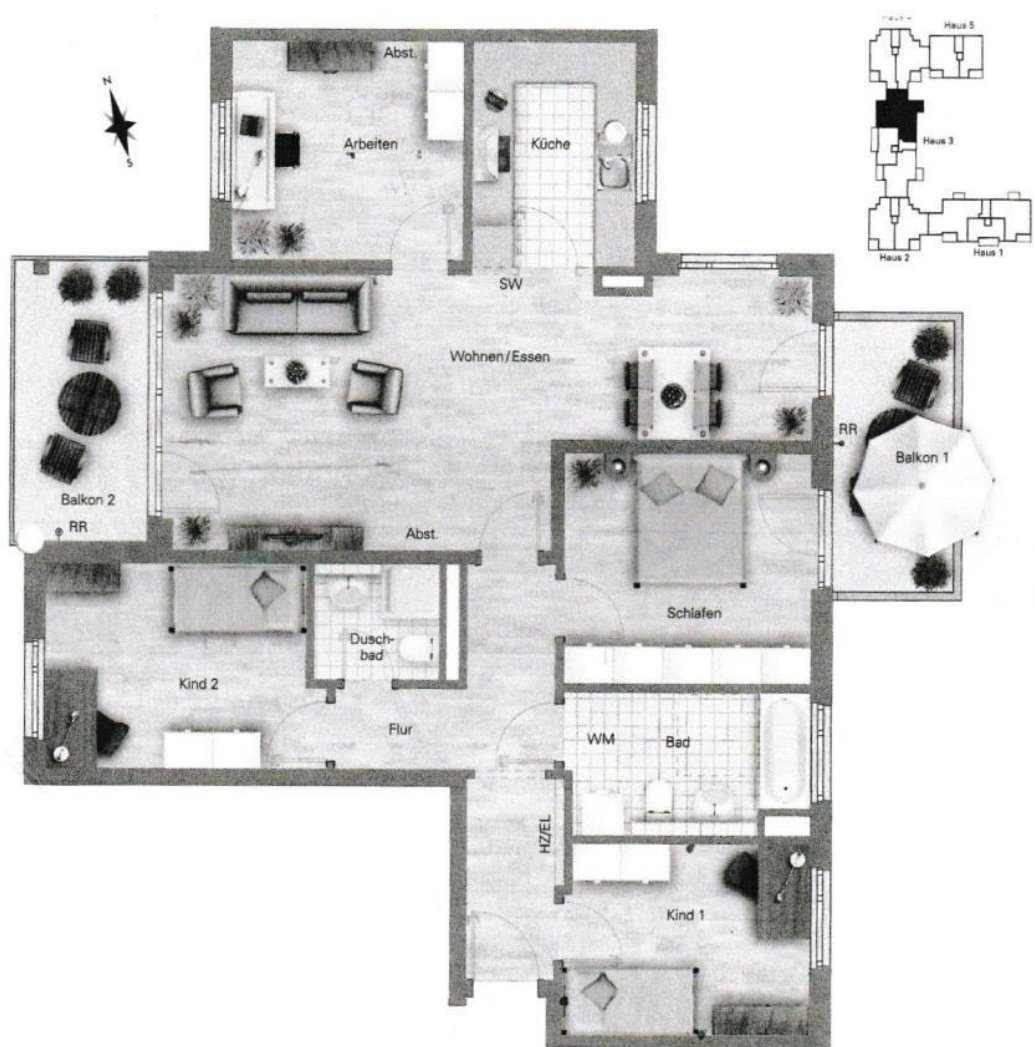 Haus 5
Haus 3
Haus 2
Haus 1
N
S
Abst.
Arbeiten
Küche
SW
Wohnen/Essen
Balkon 2
RR
RR
Balkon 1
Abst.
Schlafen
Dusch-
bad
Kind 2
Flur
WM
Bad
HZ/EL
Kind 1